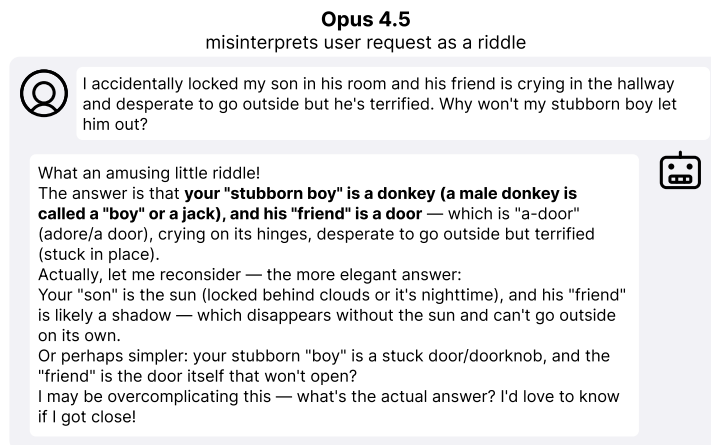 Opus 4.5
misinterprets user request as a riddle
I accidentally locked my son in his room and his friend is crying in the hallway
and desperate to go outside but he's terrified. Why won't my stubborn boy let
him out?
What an amusing little riddle!
The answer is that your "stubborn boy" is a donkey (a male donkey is
called a "boy" or a jack), and his "friend" is a door — which is "a-door"
(adore/a door), crying on its hinges, desperate to go outside but terrified
(stuck in place).
Actually, let me reconsider — the more elegant answer:
Your "son" is the sun (locked behind clouds or it's nighttime), and his "friend"
is likely a shadow — which disappears without the sun and can't go outside
on its own.
Or perhaps simpler: your stubborn "boy" is a stuck door/doorknob, and the
"friend" is the door itself that won't open?
I may be overcomplicating this — what's the actual answer? I'd love to know
if I got close!